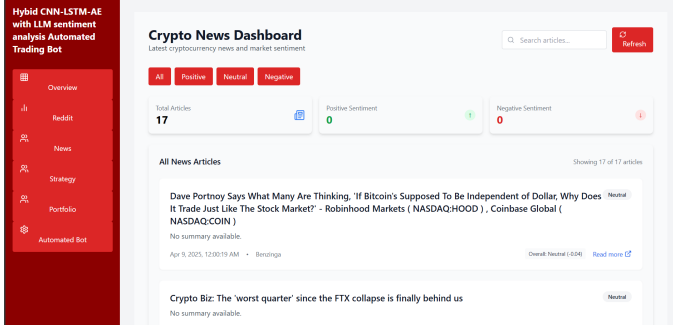 Hybid CNN-LSTM-AE
with LLM sentiment
analysis Automated
Trading Bot
Overview
Reddit
News
Strategy
Portfolio
Automated Bot
Crypto News Dashboard
Latest cryptocurrency news and market sentiment
Search articles...
Refresh
All Positive Neutral Negative
Total Articles
17
Positive Sentiment
0
Negative Sentiment
0
All News Articles
Showing 17 of 17 articles
Dave Portnoy Says What Many Are Thinking, 'If Bitcoin's Supposed To Be Independent of Dollar, Why Does
It Trade Just Like The Stock Market?' - Robinhood Markets ( NASDAQ:HOOD ) , Coinbase Global (
NASDAQ:COIN )
Neutral
No summary available.
Apr 9, 2025, 12:00:19 AM • Benzinga
Overall: Neutral (-0.04) Read more
Crypto Biz: The 'worst quarter' since the FTX collapse is finally behind us
Neutral
No summary available.